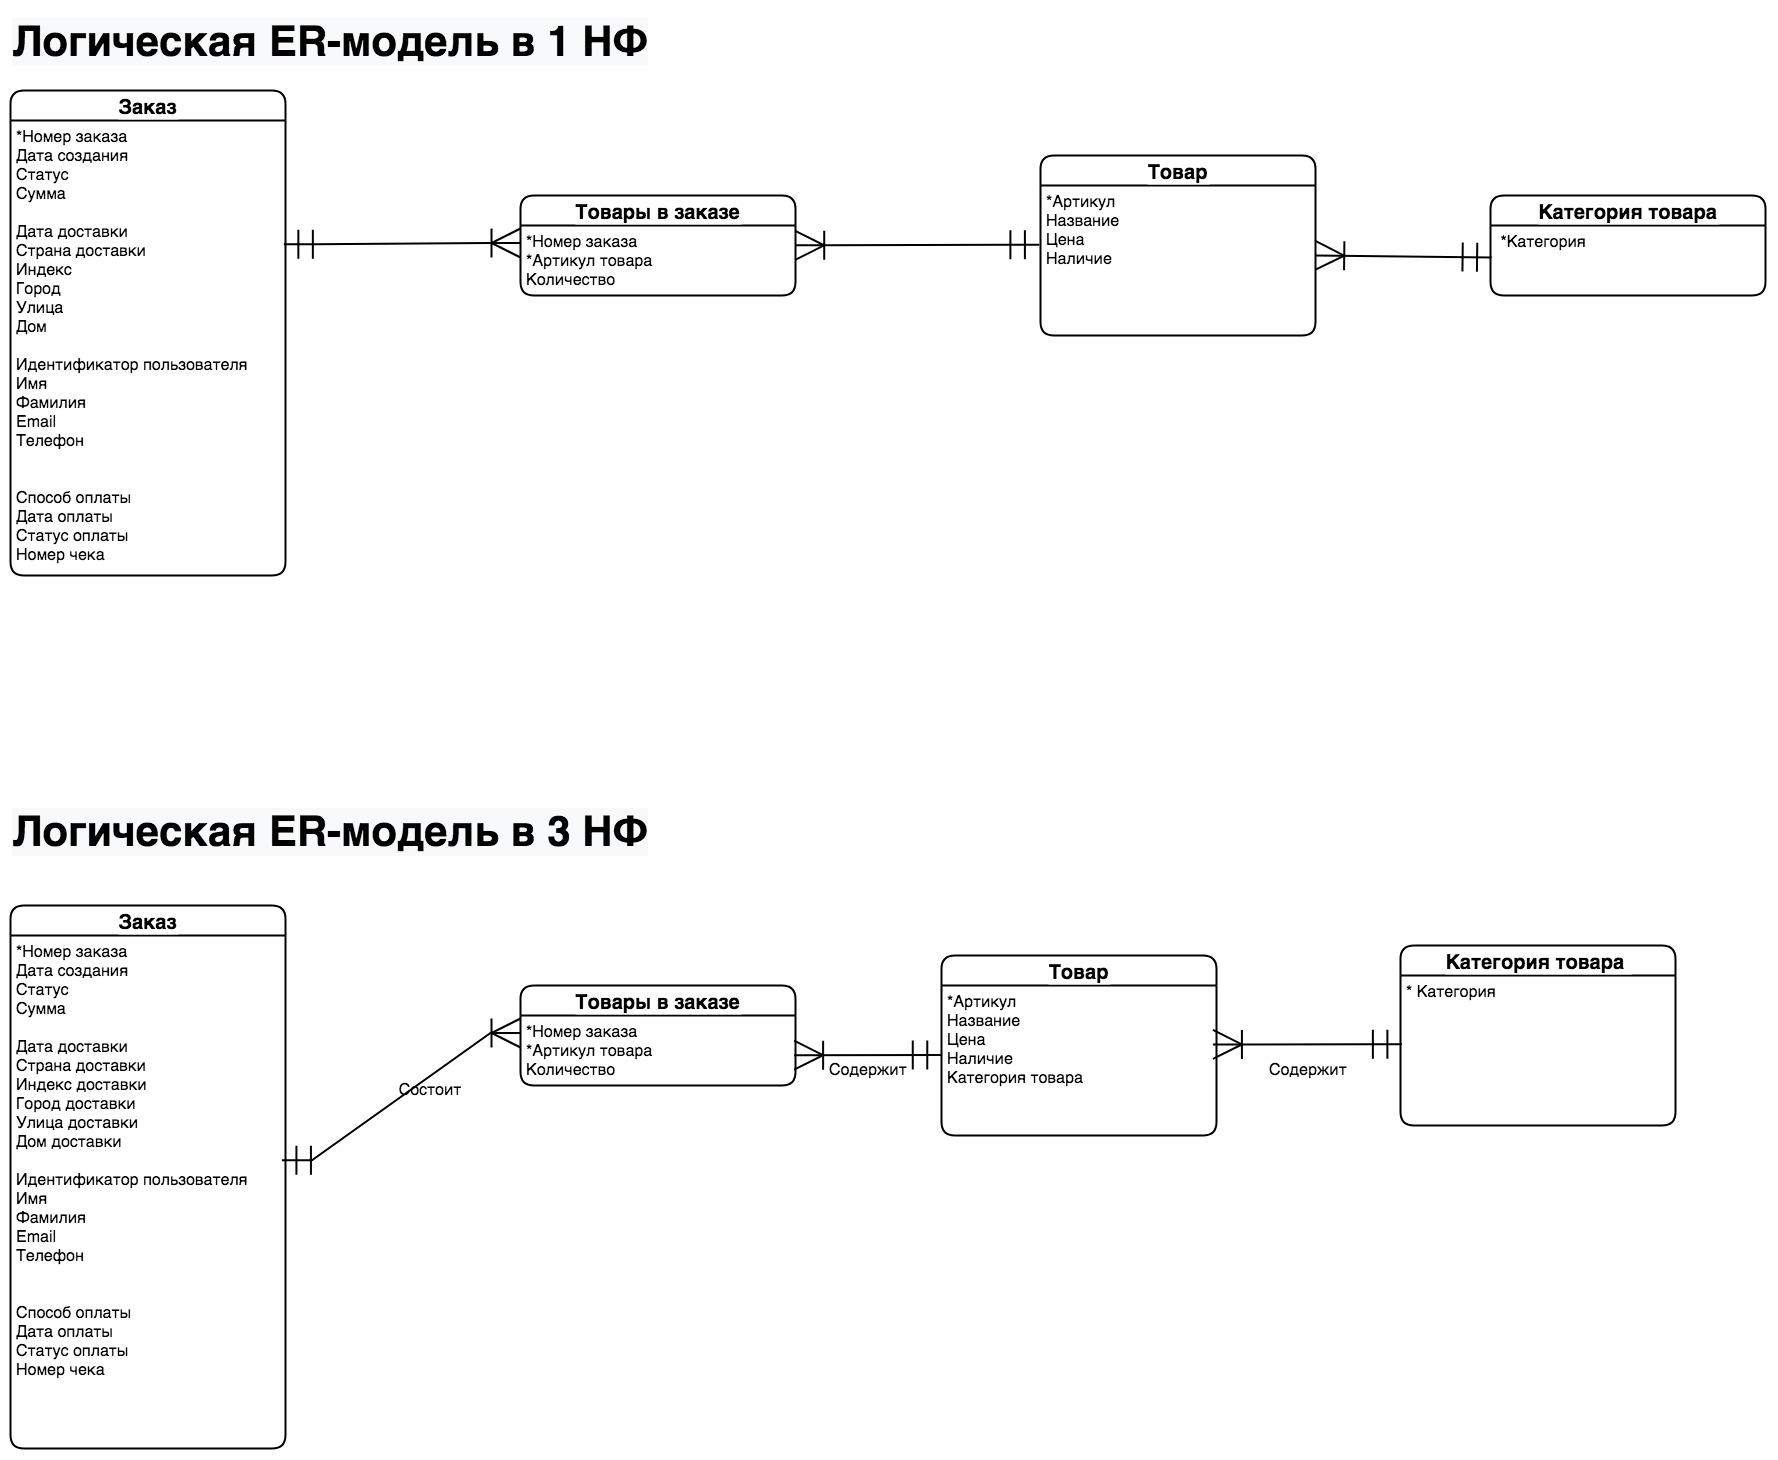 Логическая ER-модель в 1 НФ
Заказ
*Номер заказа
Дата создания
Статус
Сумма
Дата доставки
Страна доставки
Индекс
Город
Улица
Дом
Идентификатор пользователя
Имя
Фамилия
Email
Телефон
Способ оплаты
Дата оплаты
Статус оплаты
Номер чека
Товары в заказе
*Номер заказа
*Артикул товара
Количество
Товар
*Артикул
Название
Цена
Наличие
Категория товара
*Категория
Логическая ER-модель в 3 НФ
Заказ
*Номер заказа
Дата создания
Статус
Сумма
Дата доставки
Страна доставки
Индекс доставки
Город доставки
Улица доставки
Дом доставки
Идентификатор пользователя
Имя
Фамилия
Email
Телефон
Способ оплаты
Дата оплаты
Статус оплаты
Номер чека
Состоит
Товары в заказе
*Номер заказа
*Артикул товара
Количество
Содержит
Товар
*Артикул
Название
Цена
Наличие
Категория товара
Содержит
Категория товара
* Категория